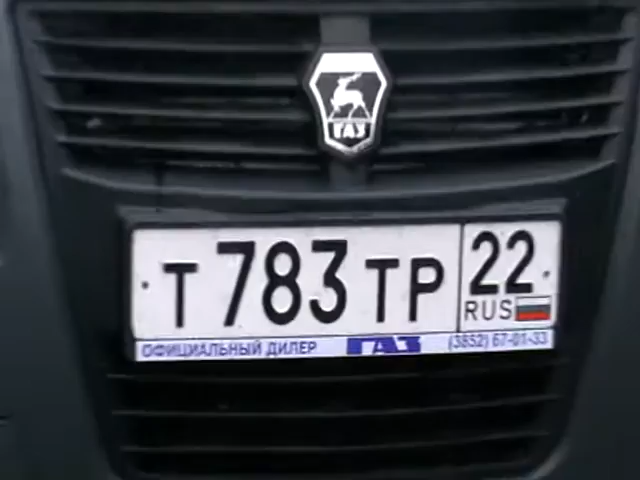 ГАЗ
Т 783 ТР 22
RUS
ОФИЦИАЛЬНЫЙ ДИЛЕР ГАЗ (3852) 67-01-33